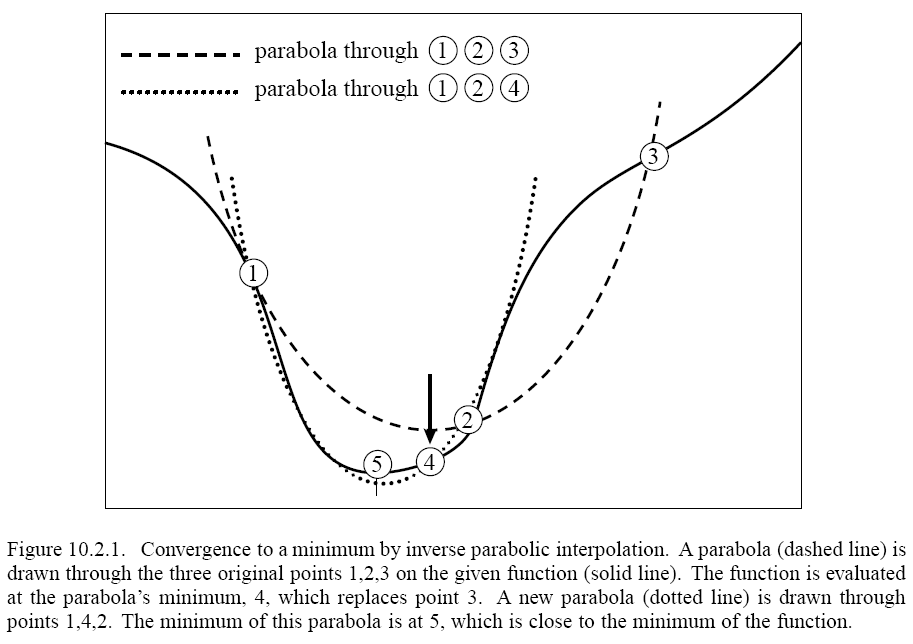 parabola through 1 2 3
parabola through 1 2 4
3
1
2
5
4
Figure 10.2.1. Convergence to a minimum by inverse parabolic interpolation. A parabola (dashed line) is
drawn through the three original points 1,2,3 on the given function (solid line). The function is evaluated
at the parabola's minimum, 4, which replaces point 3. A new parabola (dotted line) is drawn through
points 1,4,2. The minimum of this parabola is at 5, which is close to the minimum of the function.